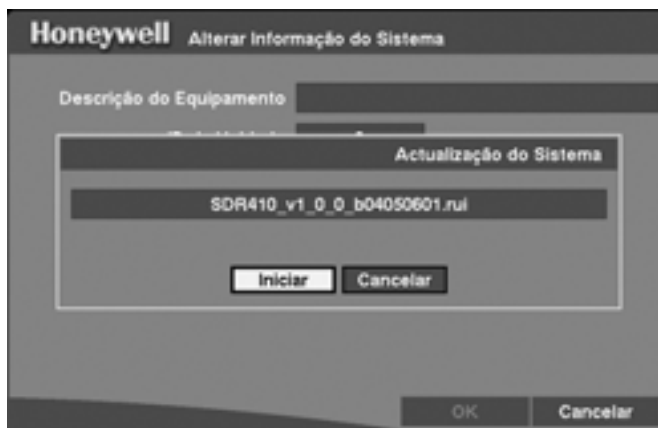 Honeywell Alterar Informação do Sistema
Descrição do Equipamento
Actualização do Sistema
SDR410_v1_0_0_b04050601.rui
Iniciar Cancelar
OK Cancelar